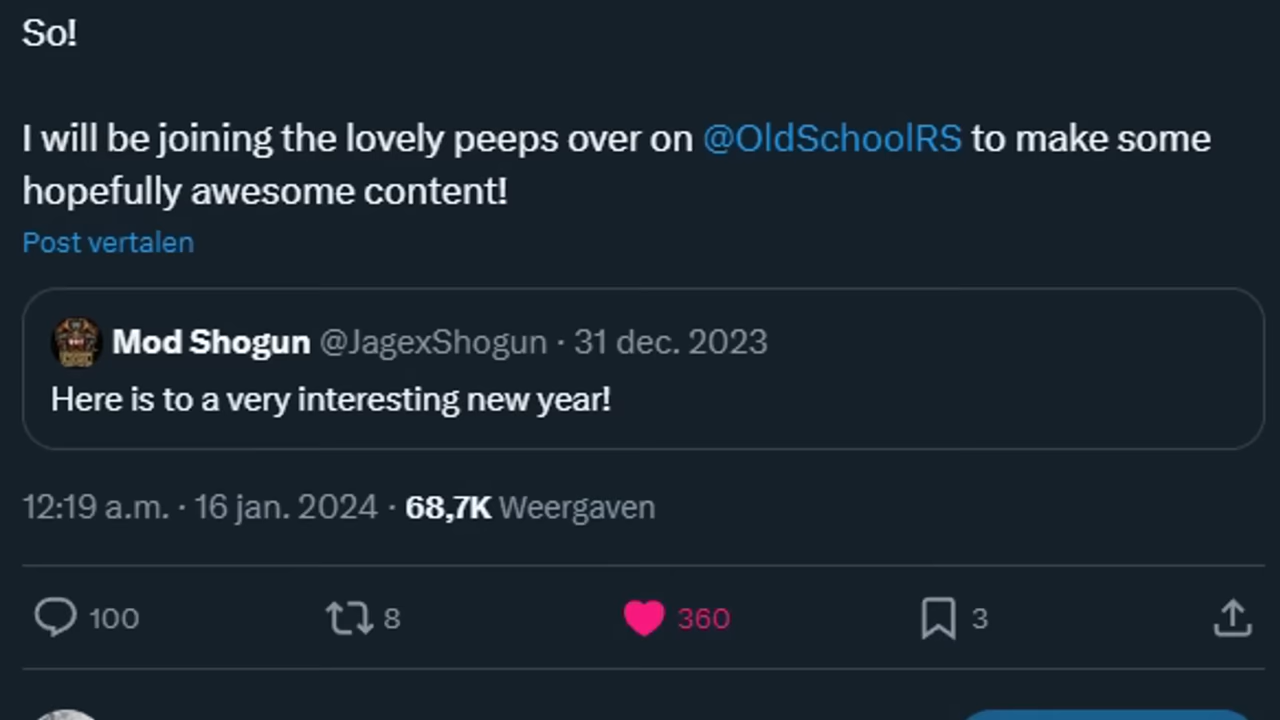 So!
I will be joining the lovely peeps over on @OldSchoolRS to make some
hopefully awesome content!
Post vertalen
Mod Shogun @JagexShogun · 31 dec. 2023
Here is to a very interesting new year!
12:19 a.m. · 16 jan. 2024 · 68,7K Weergaven
100 8 360 3